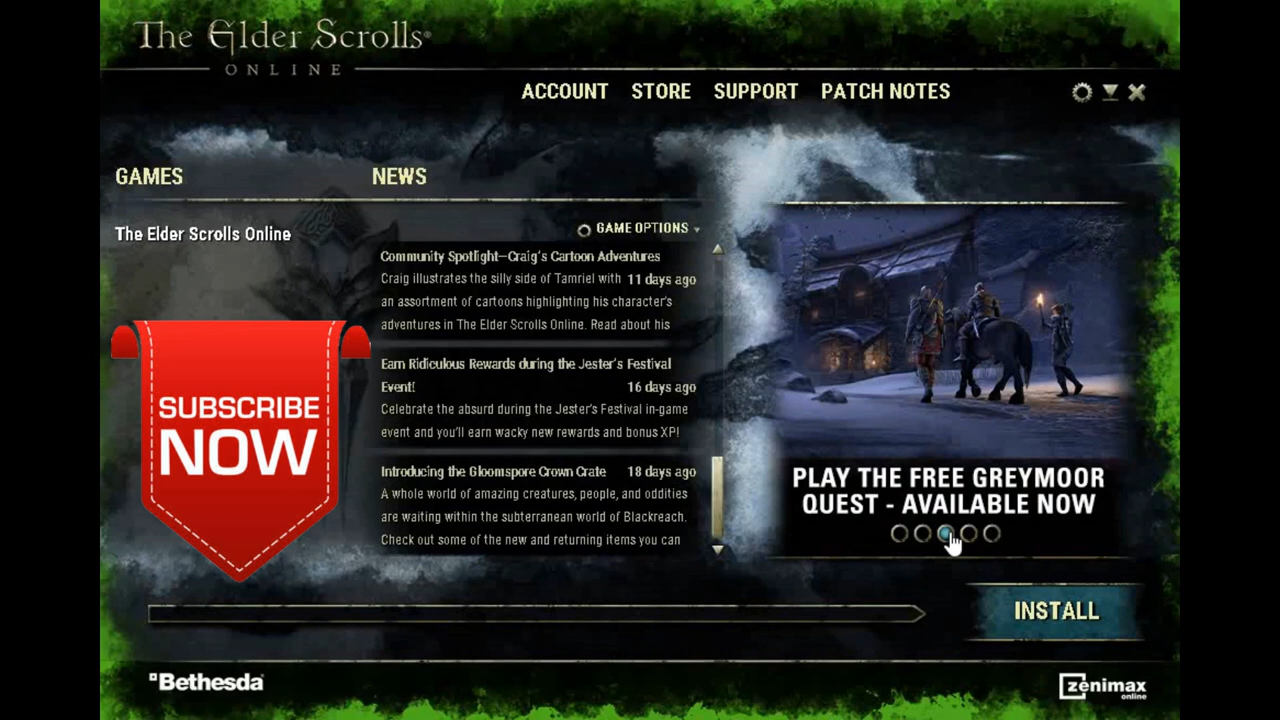 The Elder Scrolls®
ONLINE
ACCOUNT STORE SUPPORT PATCH NOTES
GAMES
NEWS
The Elder Scrolls Online
GAME OPTIONS
Community Spotlight—Craig's Cartoon Adventures
Craig illustrates the silly side of Tamriel with 11 days ago
an assortment of cartoons highlighting his character's
adventures in The Elder Scrolls Online. Read about his
Earn Ridiculous Rewards during the Jester's Festival
Event! 16 days ago
Celebrate the absurd during the Jester's Festival in-game
event and you'll earn wacky new rewards and bonus XP!
Introducing the Gloomspore Crown Crate 18 days ago
A whole world of amazing creatures, people, and oddities
are waiting within the subterranean world of Blackreach.
Check out some of the new and returning items you can
SUBSCRIBE
NOW
PLAY THE FREE GREYMOOR
QUEST - AVAILABLE NOW
INSTALL
Bethesda
zenimax
online